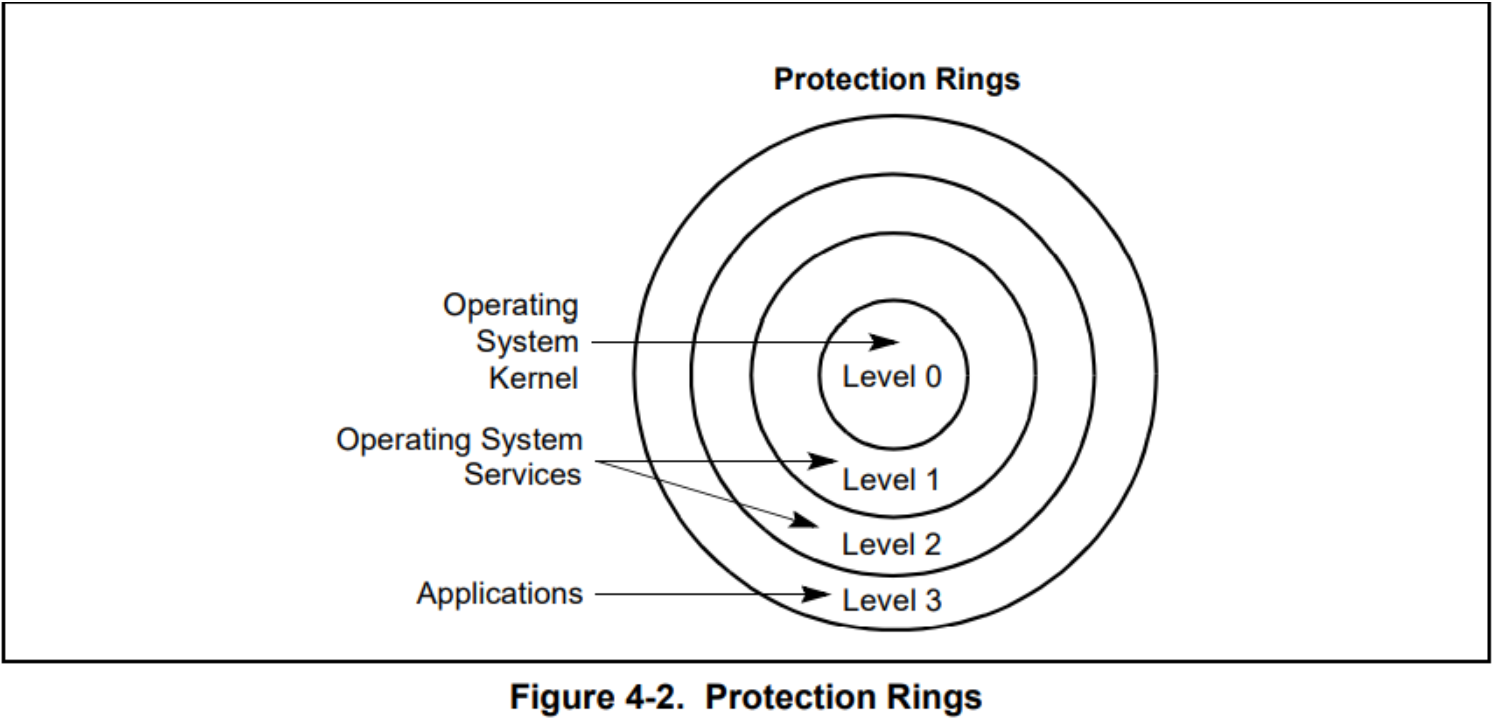 Protection Rings
Operating
System
Kernel
Level 0
Operating System
Services
Level 1
Level 2
Applications
Level 3
Figure 4-2.  Protection Rings